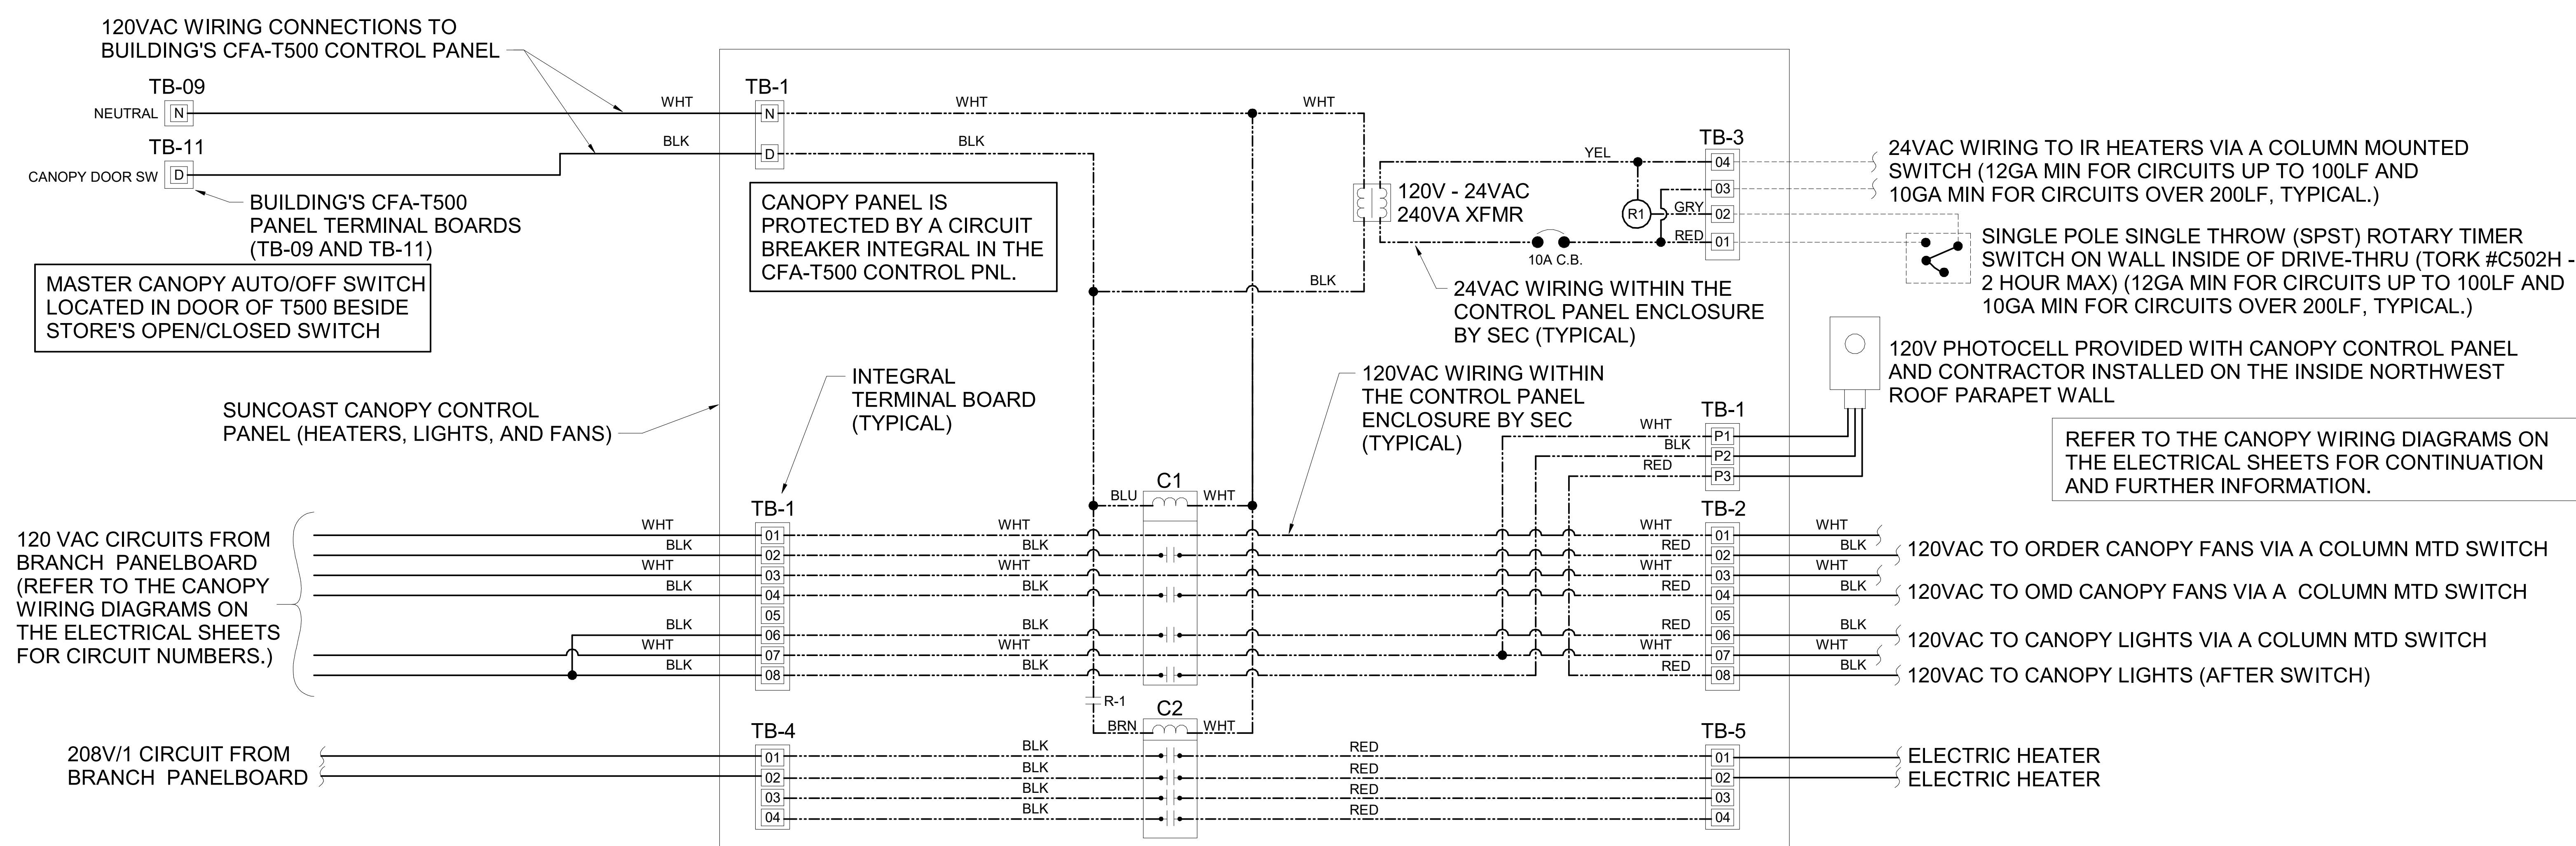 120VAC WIRING CONNECTIONS TO
BUILDING'S CFA-T500 CONTROL PANEL
TB-09
NEUTRAL N
WHT
TB-11
CANOPY DOOR SW D
BLK
BUILDING'S CFA-T500
PANEL TERMINAL BOARDS
(TB-09 AND TB-11)
MASTER CANOPY AUTO/OFF SWITCH
LOCATED IN DOOR OF T500 BESIDE
STORE'S OPEN/CLOSED SWITCH
SUNCOAST CANOPY CONTROL
PANEL (HEATERS, LIGHTS, AND FANS)
TB-1
N WHT WHT
D BLK
CANOPY PANEL IS
PROTECTED BY A CIRCUIT
BREAKER INTEGRAL IN THE
CFA-T500 CONTROL PNL.
INTEGRAL
TERMINAL BOARD
(TYPICAL)
120V - 24VAC
240VA XFMR
BLK
YEL
R1
GRY
RED
10A C.B.
TB-3
04
03
02
01
24VAC WIRING WITHIN THE
CONTROL PANEL ENCLOSURE
BY SEC (TYPICAL)
120VAC WIRING WITHIN
THE CONTROL PANEL
ENCLOSURE BY SEC
(TYPICAL)
24VAC WIRING TO IR HEATERS VIA A COLUMN MOUNTED
SWITCH (12GA MIN FOR CIRCUITS UP TO 100LF AND
10GA MIN FOR CIRCUITS OVER 200LF, TYPICAL.)
SINGLE POLE SINGLE THROW (SPST) ROTARY TIMER
SWITCH ON WALL INSIDE OF DRIVE-THRU (TORK #C502H -
2 HOUR MAX) (12GA MIN FOR CIRCUITS UP TO 100LF AND
10GA MIN FOR CIRCUITS OVER 200LF, TYPICAL.)
120V PHOTOCELL PROVIDED WITH CANOPY CONTROL PANEL
AND CONTRACTOR INSTALLED ON THE INSIDE NORTHWEST
ROOF PARAPET WALL
REFER TO THE CANOPY WIRING DIAGRAMS ON
THE ELECTRICAL SHEETS FOR CONTINUATION
AND FURTHER INFORMATION.
TB-1
WHT P1
BLK P2
RED P3
120 VAC CIRCUITS FROM
BRANCH PANELBOARD
(REFER TO THE CANOPY
WIRING DIAGRAMS ON
THE ELECTRICAL SHEETS
FOR CIRCUIT NUMBERS.)
C1
BLU WHT
TB-1
TB-2
WHT 01 WHT WHT 01 WHT
BLK 02 BLK RED 02 BLK
WHT 03 WHT WHT 03 WHT
BLK 04 BLK RED 04 BLK
05 05
BLK 06 BLK RED 06 BLK
WHT 07 WHT WHT 07 WHT
BLK 08 BLK RED 08 BLK
120VAC TO ORDER CANOPY FANS VIA A COLUMN MTD SWITCH
120VAC TO OMD CANOPY FANS VIA A COLUMN MTD SWITCH
120VAC TO CANOPY LIGHTS VIA A COLUMN MTD SWITCH
120VAC TO CANOPY LIGHTS (AFTER SWITCH)
R-1
C2
BRN WHT
208V/1 CIRCUIT FROM
BRANCH PANELBOARD
TB-4
TB-5
01 BLK RED 01
02 BLK RED 02
03 BLK RED 03
04 BLK RED 04
ELECTRIC HEATER
ELECTRIC HEATER